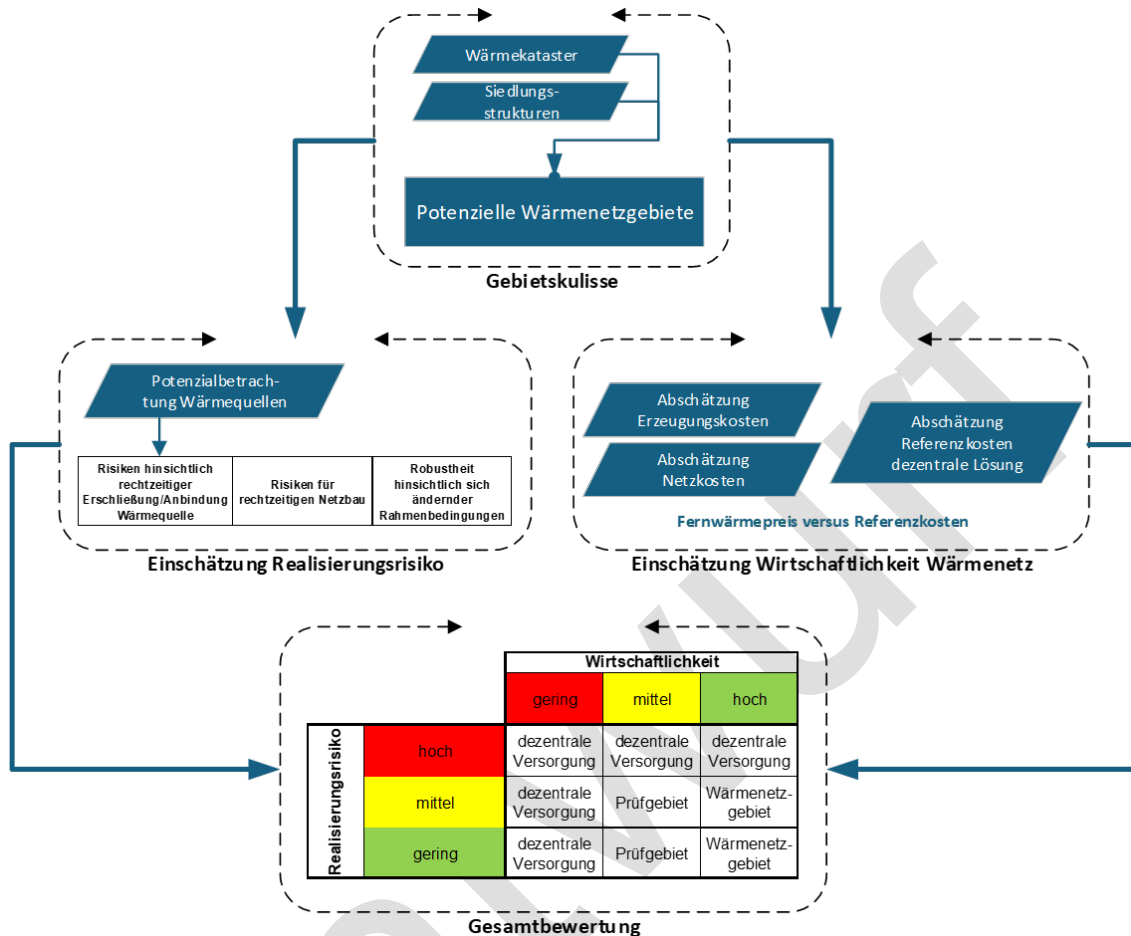 Wärmekataster
Siedlungs-
strukturen
Potenzielle Wärmenetzgebiete
Gebietskulisse
Potenzialbetrach-
tung Wärmequellen
Risiken hinsichtlich
rechtzeitiger
Erschließung/Anbindung
Wärmequelle
Risiken für
rechtzeitigen Netzbau
Robustheit
hinsichtlich sich
ändernder
Rahmenbedingungen
Einschätzung Realisierungsrisiko
Abschätzung
Erzeugungskosten
Abschätzung
Netzkosten
Abschätzung
Referenzkosten
dezentrale Lösung
Fernwärmepreis versus Referenzkosten
Einschätzung Wirtschaftlichkeit Wärmenetz
Wirtschaftlichkeit
gering
mittel
hoch
Realisierungsrisiko
hoch
dezentrale
Versorgung
dezentrale
Versorgung
dezentrale
Versorgung
mittel
dezentrale
Versorgung
Prüfgebiet
Wärmenetz-
gebiet
gering
dezentrale
Versorgung
Prüfgebiet
Wärmenetz-
gebiet
Gesamtbewertung